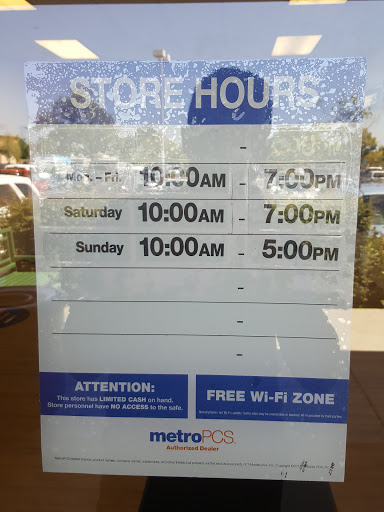 STORE HOURS
-
Mon. – Fri. 10:00AM - 7:00PM
Saturday 10:00AM - 7:00PM
Sunday 10:00AM - 5:00PM
-
-
-
ATTENTION:
This store has LIMITED CASH on hand.
Store personnel have NO ACCESS to the safe.
FREE Wi-Fi ZONE
metroPCS.
Authorized Dealer